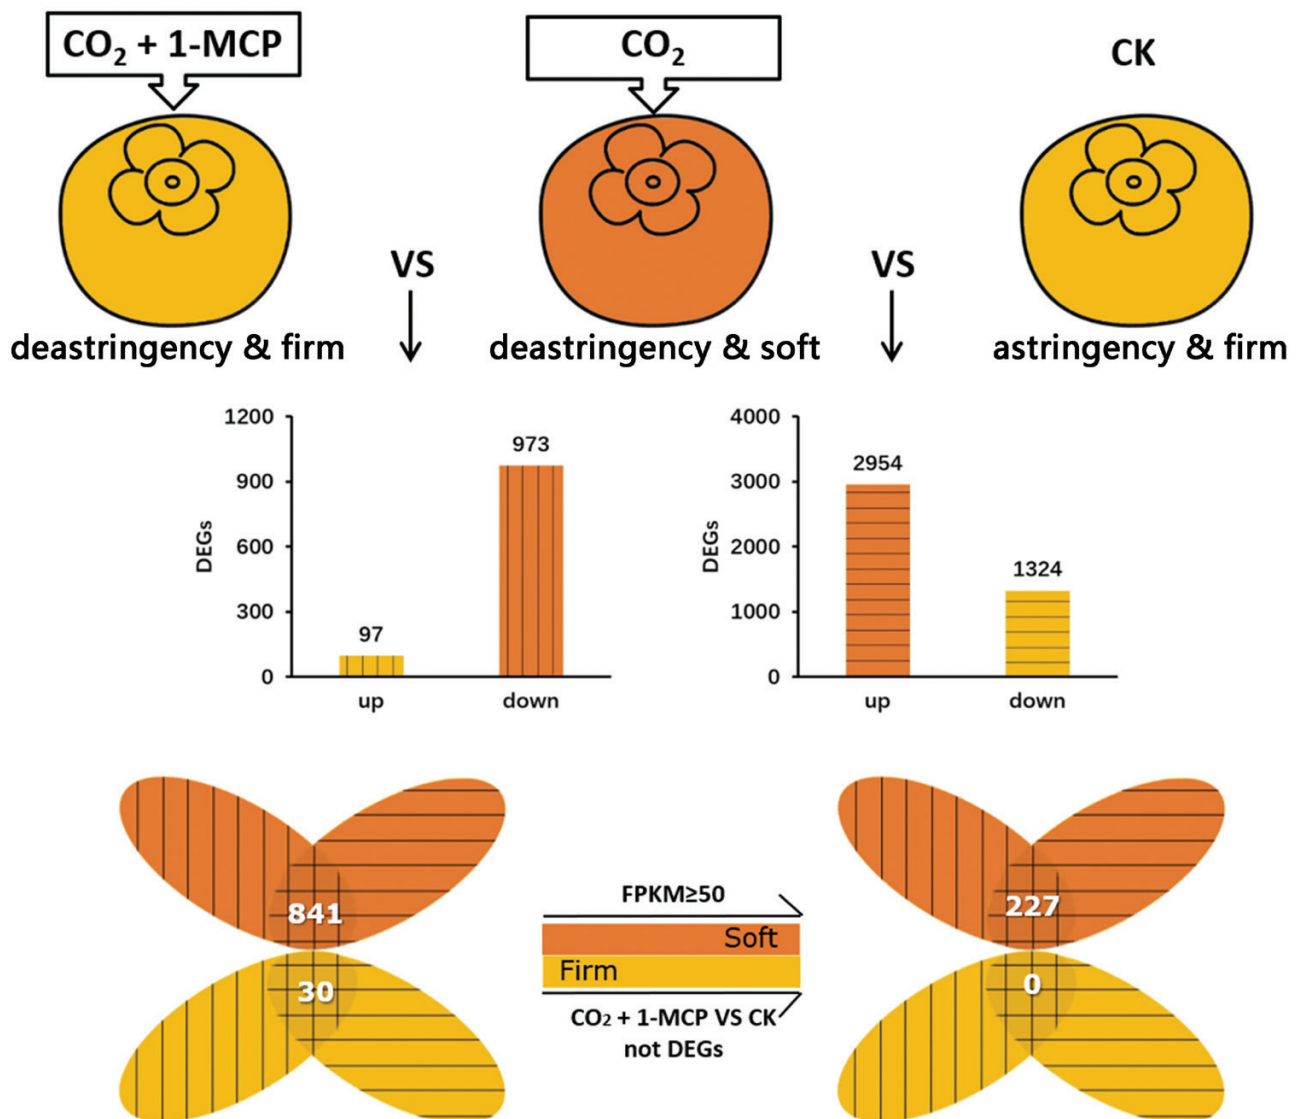 CO2 + 1-MCP
CO2
CK
VS
VS
deastringency & firm
deastringency & soft
astringency & firm
1200
900
600
300
0
DEGs
97
973
up
down
4000
3000
2000
1000
0
DEGs
2954
1324
up
down
841
30
FPKM≥50
Soft
Firm
CO2 + 1-MCP VS CK
not DEGs
227
0